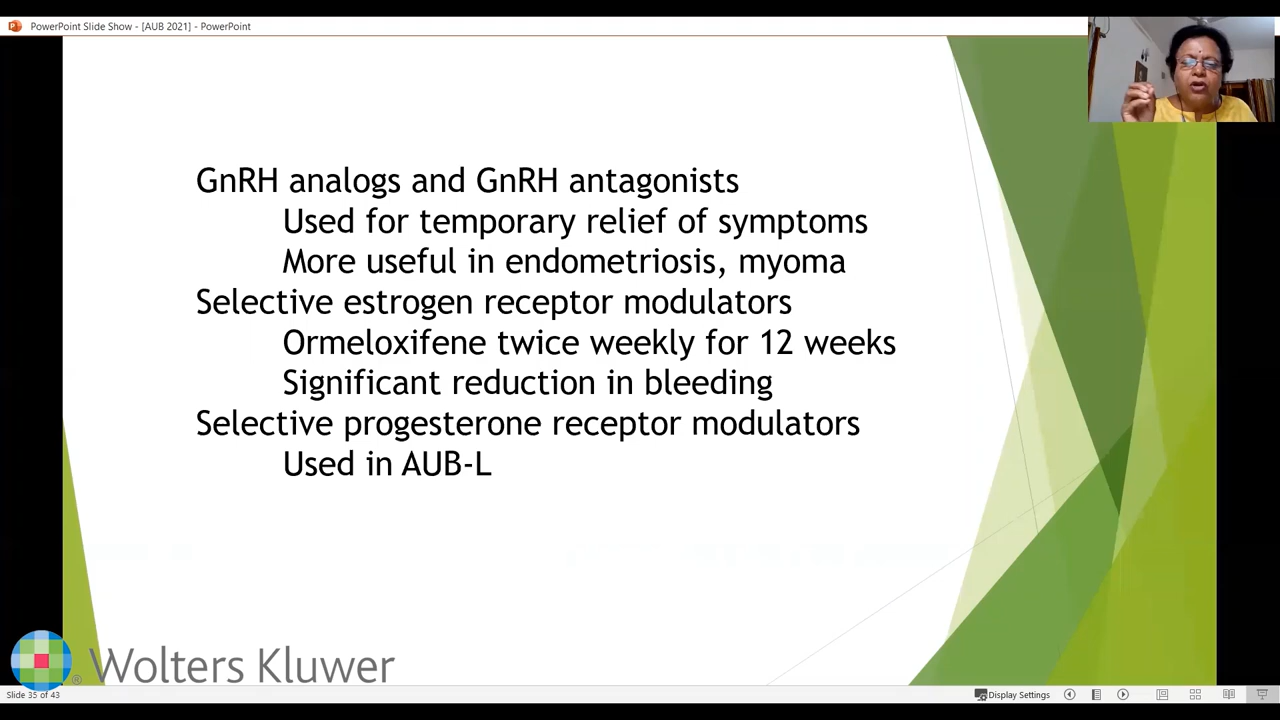 PowerPoint Slide Show - [AUB 2021] - PowerPoint
GnRH analogs and GnRH antagonists
Used for temporary relief of symptoms
More useful in endometriosis, myoma
Selective estrogen receptor modulators
Ormeloxifene twice weekly for 12 weeks
Significant reduction in bleeding
Selective progesterone receptor modulators
Used in AUB-L
® Wolters Kluwer
Slide 35 of 43
Display Settings